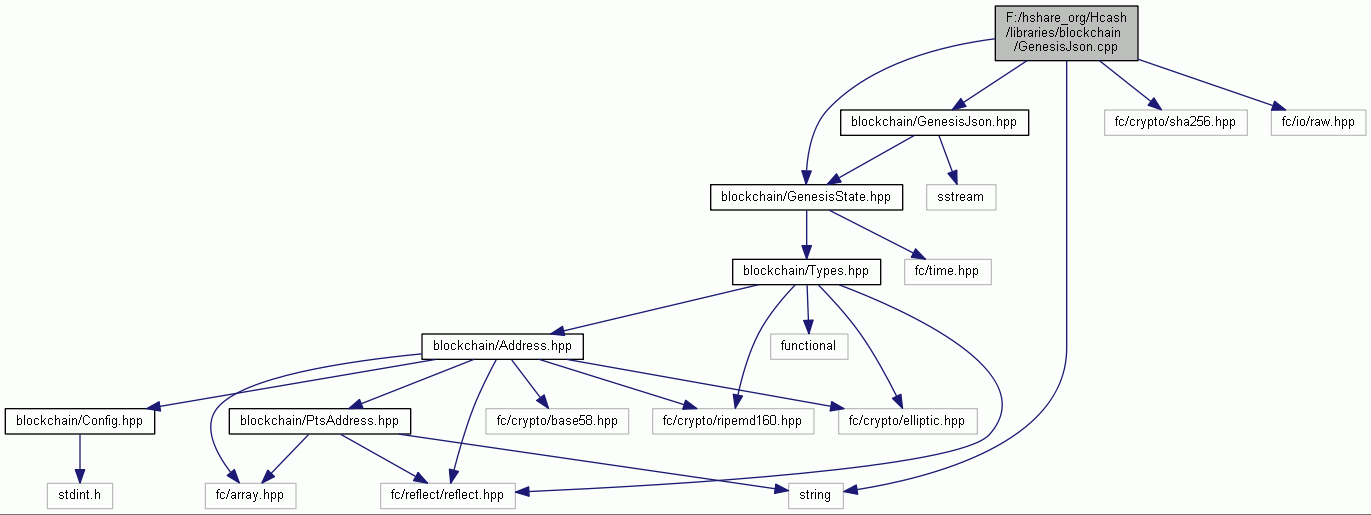 F:/hshare_org/Hcash
/libraries/blockchain
/GenesisJson.cpp
blockchain/GenesisJson.hpp
fc/crypto/sha256.hpp
fc/io/raw.hpp
blockchain/GenesisState.hpp
sstream
blockchain/Types.hpp
fc/time.hpp
blockchain/Address.hpp
functional
blockchain/Config.hpp
blockchain/PtsAddress.hpp
fc/crypto/base58.hpp
fc/crypto/ripemd160.hpp
fc/crypto/elliptic.hpp
stdint.h
fc/array.hpp
fc/reflect/reflect.hpp
string